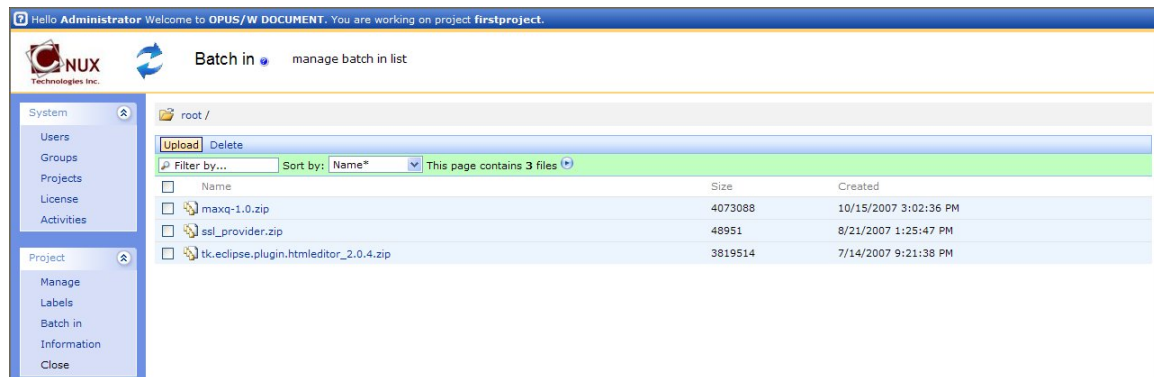 Hello Administrator Welcome to OPUS/W DOCUMENT. You are working on project firstproject.
CNUX
Technologies Inc.
Batch in manage batch in list
System
Users
Groups
Projects
License
Activities
Project
Manage
Labels
Batch in
Information
Close
root /
Upload Delete
Filter by... Sort by: Name* This page contains 3 files
Name Size Created
maxq-1.0.zip 4073088 10/15/2007 3:02:36 PM
ssl_provider.zip 48951 8/21/2007 1:25:47 PM
tk.eclipse.plugin.htmleditor_2.0.4.zip 3819514 7/14/2007 9:21:38 PM